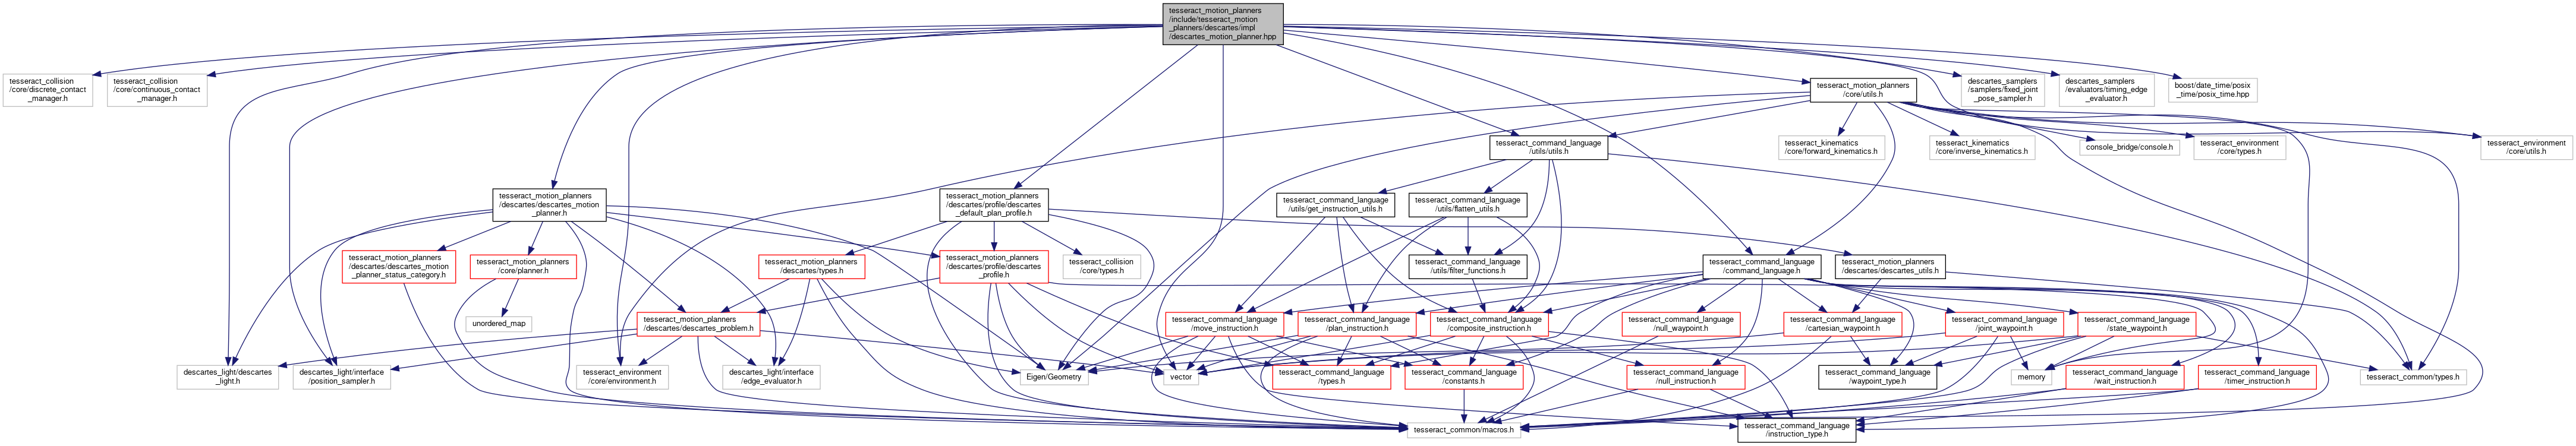 tesseract_motion_planners
/include/tesseract_motion
_planners/descartes/impl
/descartes_motion_planner.hpp
tesseract_collision
/core/discrete_contact
_manager.h
tesseract_collision
/core/continuous_contact
_manager.h
tesseract_motion_planners
/core/utils.h
descartes_samplers
/samplers/fixed_joint
_pose_sampler.h
descartes_samplers
/evaluators/timing_edge
_evaluator.h
boost/date_time/posix
_time/posix_time.hpp
tesseract_command_language
/utils/utils.h
tesseract_kinematics
/core/forward_kinematics.h
tesseract_kinematics
/core/inverse_kinematics.h
console_bridge/console.h
tesseract_environment
/core/types.h
tesseract_environment
/core/utils.h
tesseract_motion_planners
/descartes/descartes_motion
_planner.h
tesseract_motion_planners
/descartes/profile/descartes
_default_plan_profile.h
tesseract_command_language
/utils/get_instruction_utils.h
tesseract_command_language
/utils/flatten_utils.h
tesseract_motion_planners
/descartes/descartes_motion
_planner_status_category.h
tesseract_motion_planners
/core/planner.h
tesseract_motion_planners
/descartes/types.h
tesseract_motion_planners
/descartes/profile/descartes
_profile.h
tesseract_collision
/core/types.h
tesseract_command_language
/utils/filter_functions.h
tesseract_command_language
/command_language.h
tesseract_motion_planners
/descartes/descartes_utils.h
unordered_map
tesseract_motion_planners
/descartes/descartes_problem.h
tesseract_command_language
/move_instruction.h
tesseract_command_language
/plan_instruction.h
tesseract_command_language
/composite_instruction.h
tesseract_command_language
/null_waypoint.h
tesseract_command_language
/cartesian_waypoint.h
tesseract_command_language
/joint_waypoint.h
tesseract_command_language
/state_waypoint.h
descartes_light/descartes
_light.h
descartes_light/interface
/position_sampler.h
tesseract_environment
/core/environment.h
descartes_light/interface
/edge_evaluator.h
Eigen/Geometry
vector
tesseract_command_language
/types.h
tesseract_command_language
/constants.h
tesseract_command_language
/null_instruction.h
tesseract_command_language
/waypoint_type.h
memory
tesseract_command_language
/wait_instruction.h
tesseract_command_language
/timer_instruction.h
tesseract_common/types.h
tesseract_common/macros.h
tesseract_command_language
/instruction_type.h